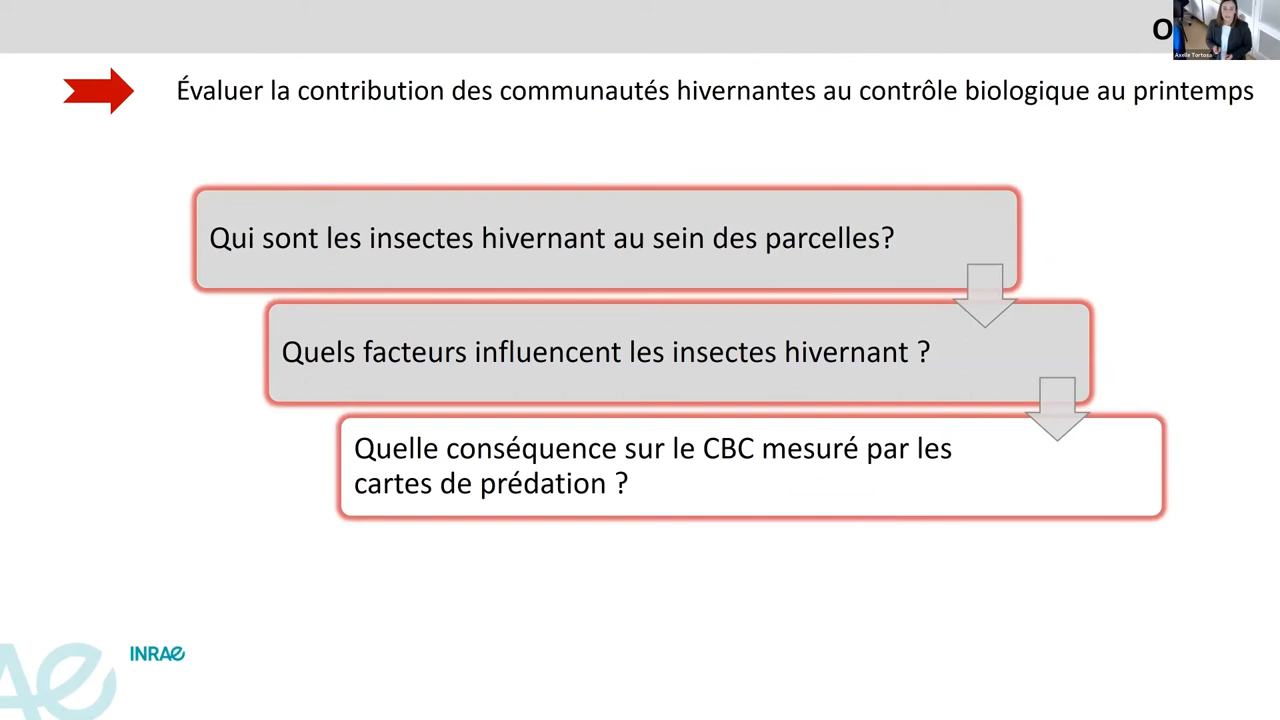 O
Axelle Tortosa
Évaluer la contribution des communautés hivernantes au contrôle biologique au printemps
Qui sont les insectes hivernant au sein des parcelles?
Quels facteurs influencent les insectes hivernant ?
Quelle conséquence sur le CBC mesuré par les
cartes de prédation ?
INRAE